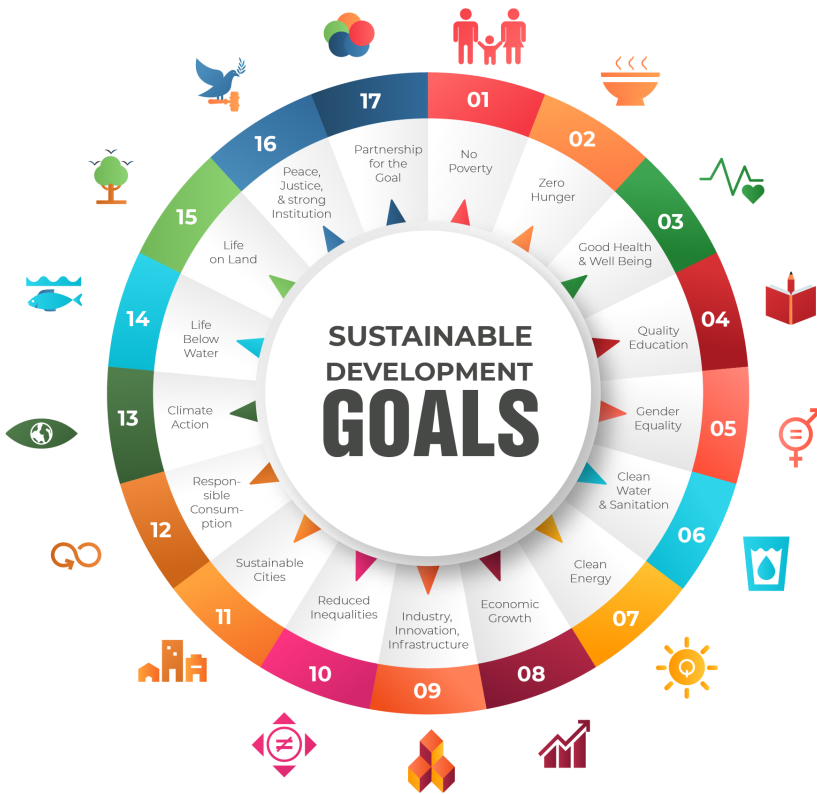 SUSTAINABLE
DEVELOPMENT
GOALS
01
No
Poverty
02
Zero
Hunger
03
Good Health
& Well Being
04
Quality
Education
05
Gender
Equality
06
Clean
Water
& Sanitation
07
Clean
Energy
08
Economic
Growth
09
Industry,
Innovation,
Infrastructure
10
Reduced
Inequalities
11
Sustainable
Cities
12
Respon-
sible
Consum-
ption
13
Climate
Action
14
Life
Below
Water
15
Life
on Land
16
Peace,
Justice,
& strong
Institution
17
Partnership
for the
Goal